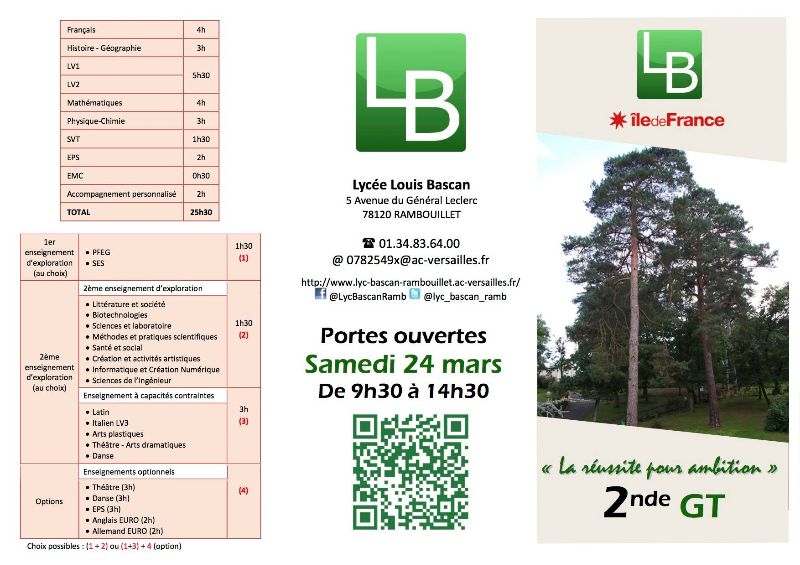 Français 4h
Histoire - Géographie 3h
LV1 5h30
LV2
Mathématiques 4h
Physique-Chimie 3h
SVT 1h30
EPS 2h
EMC 0h30
Accompagnement personnalisé 2h
TOTAL 25h30
1er enseignement d'exploration (au choix)
• PFEG
• SES
1h30
(1)
2ème enseignement d'exploration (au choix)
2ème enseignement d'exploration
• Littérature et société
• Biotechnologies
• Sciences et laboratoire
• Méthodes et pratiques scientifiques
• Santé et social
• Création et activités artistiques
• Informatique et Création Numérique
• Sciences de l'Ingénieur
1h30
(2)
Enseignement à capacités contraintes
• Latin
• Italien LV3
• Arts plastiques
• Théâtre - Arts dramatiques
• Danse
3h
(3)
Options
Enseignements optionnels
• Théâtre (3h)
• Danse (3h)
• EPS (3h)
• Anglais EURO (2h)
• Allemand EURO (2h)
(4)
Choix possibles : (1 + 2) ou (1+3) + 4 (option)
LB
Lycée Louis Bascan
5 Avenue du Général Leclerc
78120 RAMBOUILLET
☎ 01.34.83.64.00
@ 0782549x@ac-versailles.fr
http://www.lyc-bascan-rambouillet.ac-versailles.fr/
@LycBascanRamb @lyc_bascan_ramb
Portes ouvertes
Samedi 24 mars
De 9h30 à 14h30
LB
îledeFrance
« La réussite pour ambition »
2nde GT